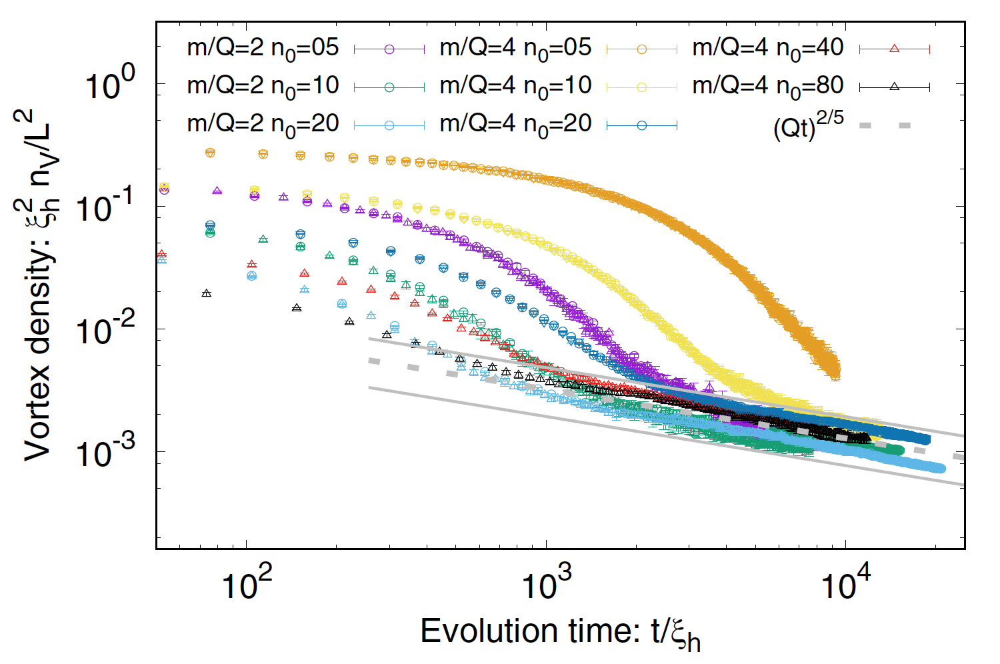 m/Q=2 n₀=05 m/Q=4 n₀=05 m/Q=4 n₀=40
m/Q=2 n₀=10 m/Q=4 n₀=10 m/Q=4 n₀=80
m/Q=2 n₀=20 m/Q=4 n₀=20 (Qt)²ᐟ⁵
10⁰
10⁻¹
10⁻²
10⁻³
Vortex density: ξₕ² nᵥ/L²
10² 10³ 10⁴
Evolution time: t/ξₕ